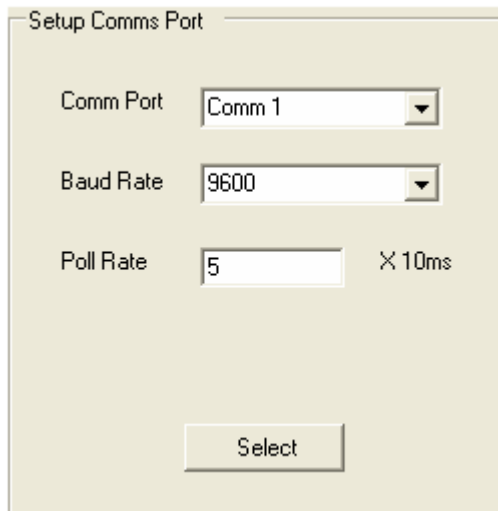 Setup Comms Port
Comm Port Comm 1
Baud Rate 9600
Poll Rate 5 X 10ms
Select